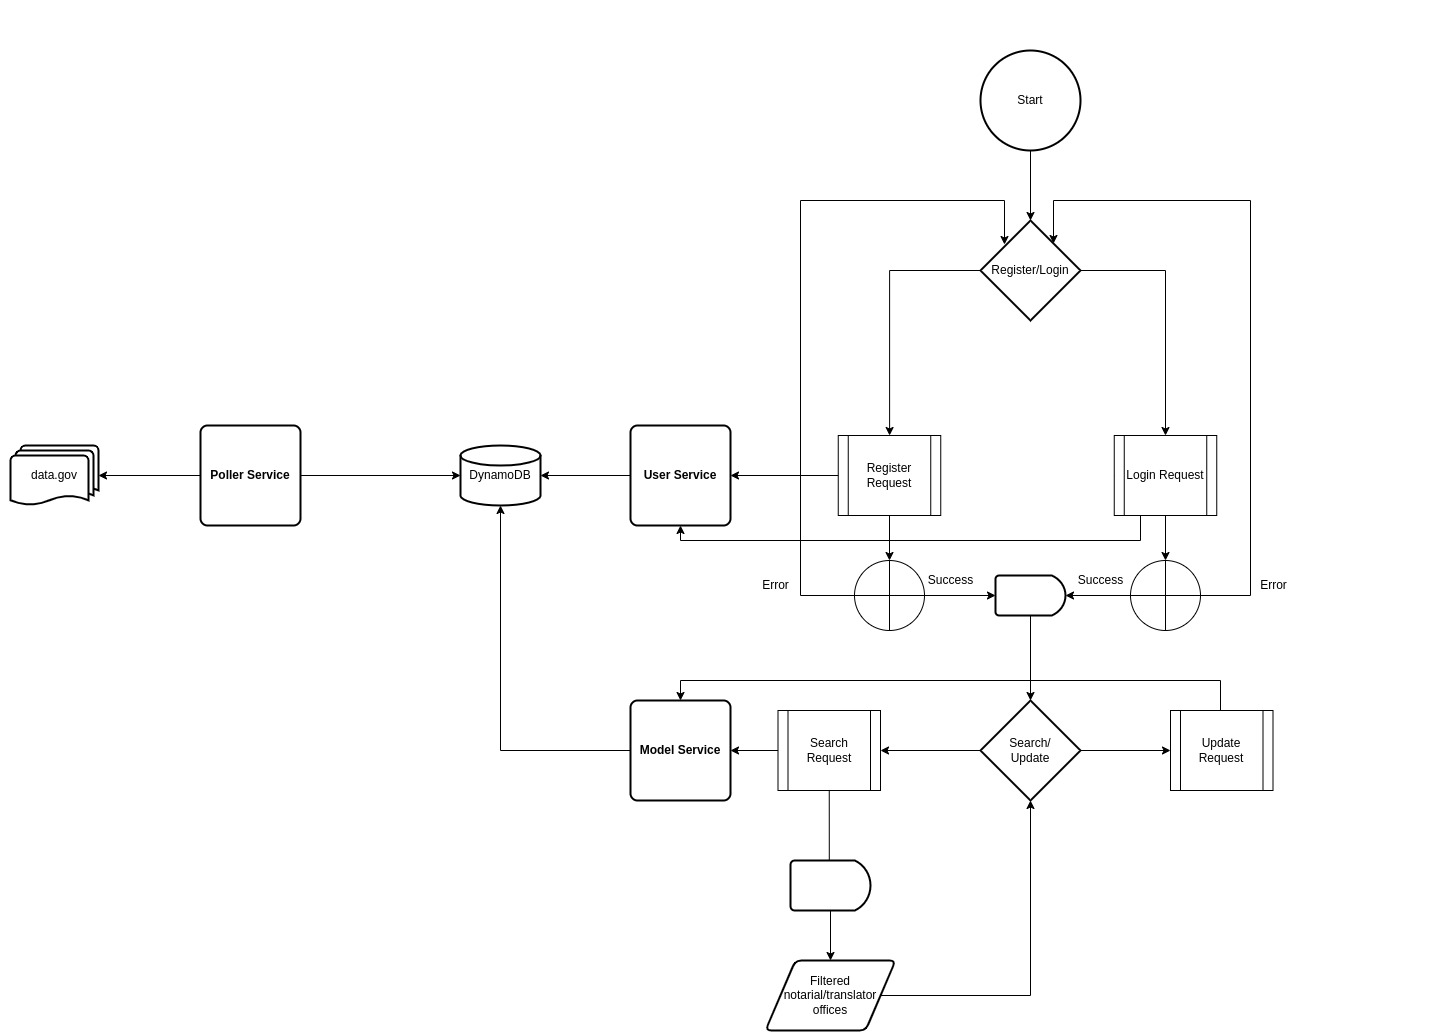 Start
Register/Login
data.gov
Poller Service
DynamoDB
User Service
Register
Request
Login Request
Error
Success
Success
Error
Model Service
Search
Request
Search/
Update
Update
Request
Filtered
notarial/translator
offices